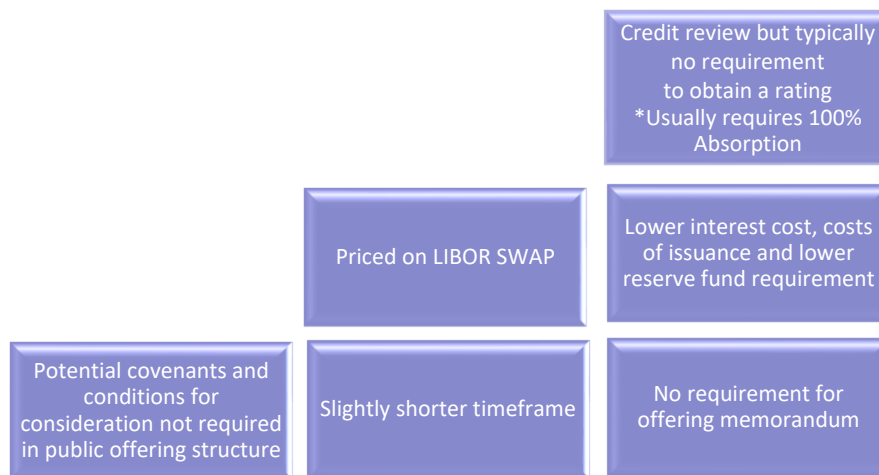 Credit review but typically
no requirement
to obtain a rating
*Usually requires 100%
Absorption
Priced on LIBOR SWAP
Lower interest cost, costs
of issuance and lower
reserve fund requirement
Potential covenants and
conditions for
consideration not required
in public offering structure
Slightly shorter timeframe
No requirement for
offering memorandum